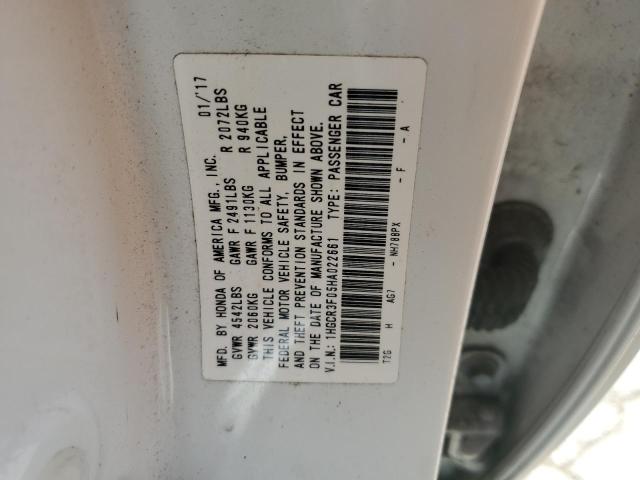 MFD. BY HONDA OF AMERICA MFG., INC. 01/'17
GVWR 4542LBS GAWR F 2491LBS R 2072LBS
GVWR 2060KG GAWR F 1130KG R 940KG
THIS VEHICLE CONFORMS TO ALL APPLICABLE
FEDERAL MOTOR VEHICLE SAFETY, BUMPER,
AND THEFT PREVENTION STANDARDS IN EFFECT
ON THE DATE OF MANUFACTURE SHOWN ABOVE.
V.I.N.: 1HGCR3F05HA022661 TYPE: PASSENGER CAR
T2G H AG7 - NH788PX - F - A